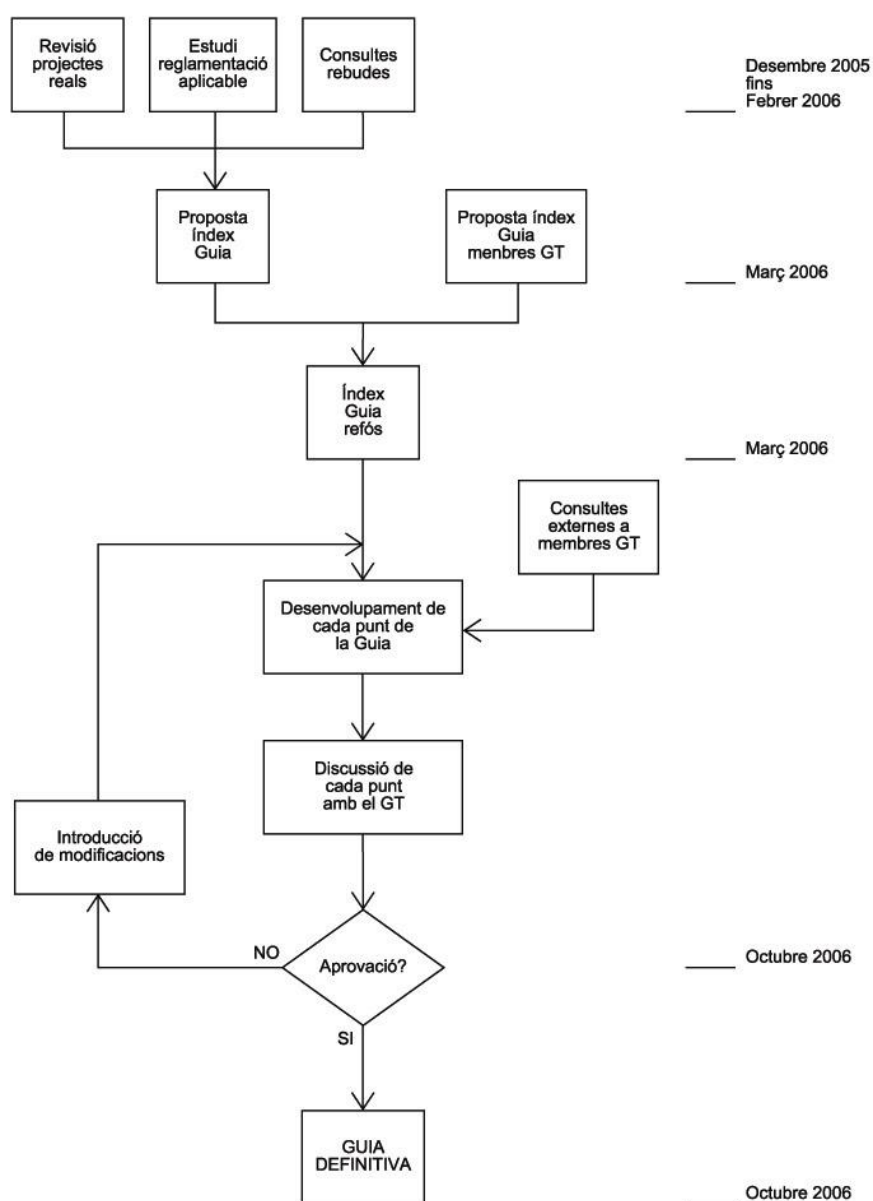 Revisió
projectes
reals
Estudi
reglamentació
aplicable
Consultes
rebudes
Desembre 2005
fins
Febrer 2006
Proposta
índex
Guia
Proposta índex
Guia
menbres GT
Març 2006
Índex
Guia
refós
Març 2006
Consultes
externes a
membres GT
Desenvolupament de
cada punt de
la Guia
Discussió de
cada punt
amb el GT
Introducció
de modificacions
NO
Aprovació?
Octubre 2006
SI
GUIA
DEFINITIVA
Octubre 2006